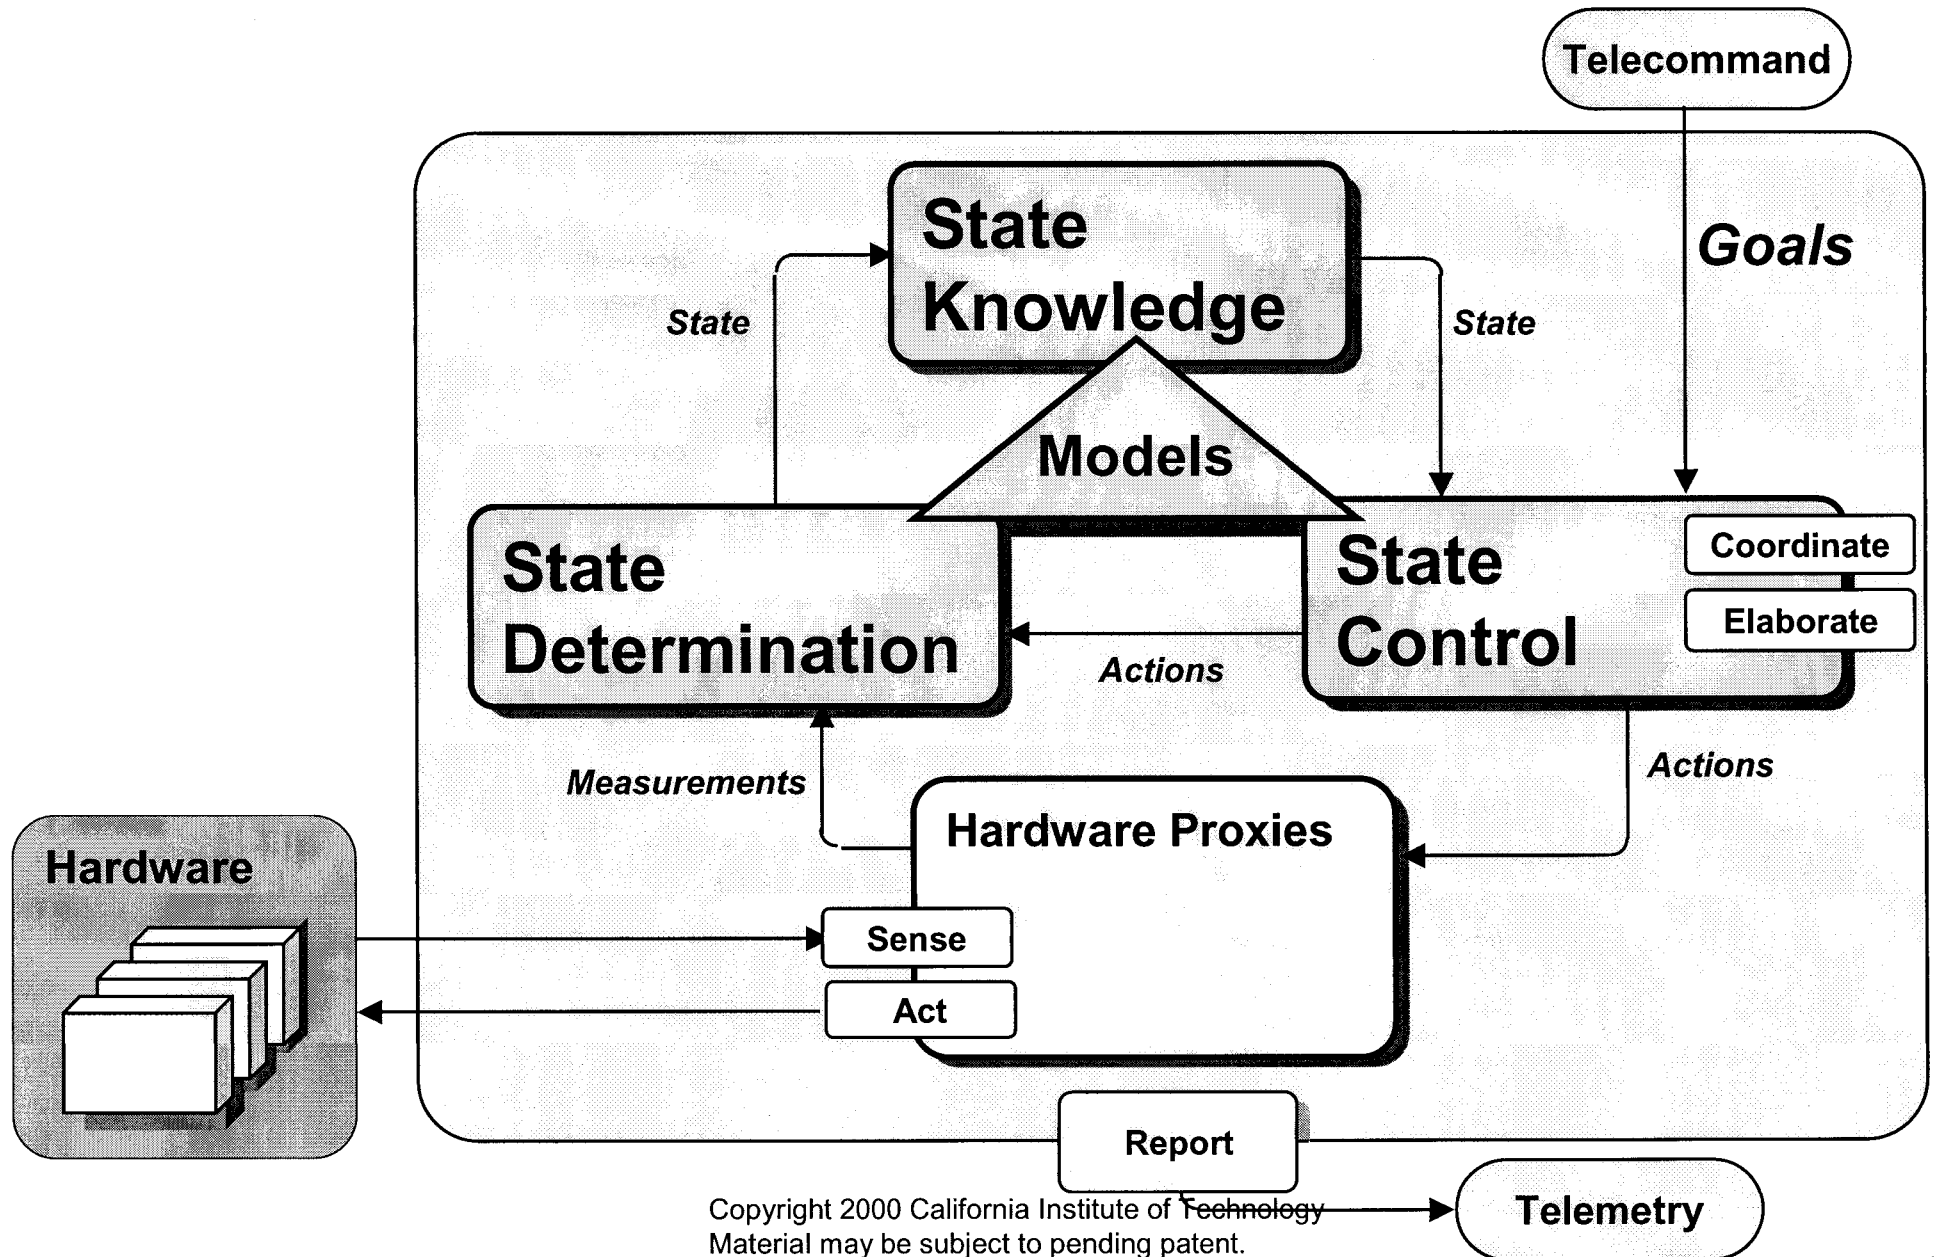 Telecommand
State
Knowledge
Goals
State
State
Models
State
Determination
State
Control
Coordinate
Elaborate
Actions
Measurements
Actions
Hardware Proxies
Hardware
Sense
Act
Report
Copyright 2000 California Institute of Technology
Material may be subject to pending patent.
Telemetry